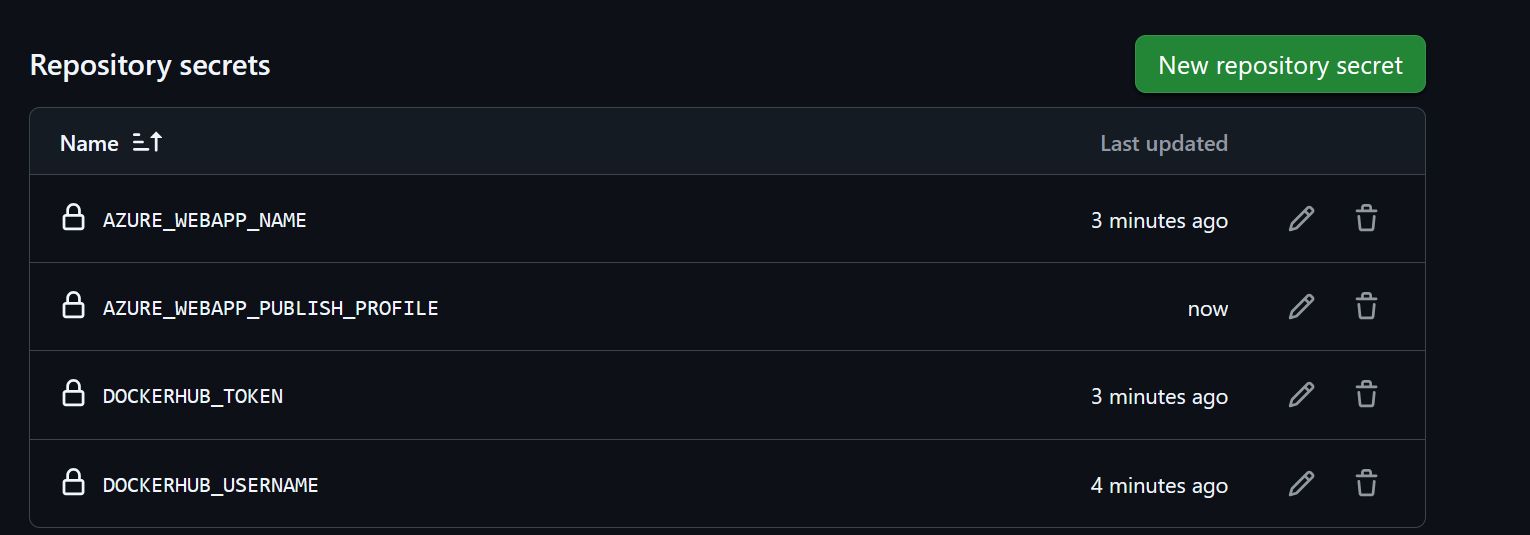 Repository secrets
New repository secret
Name
Last updated
AZURE_WEBAPP_NAME
3 minutes ago
AZURE_WEBAPP_PUBLISH_PROFILE
now
DOCKERHUB_TOKEN
3 minutes ago
DOCKERHUB_USERNAME
4 minutes ago